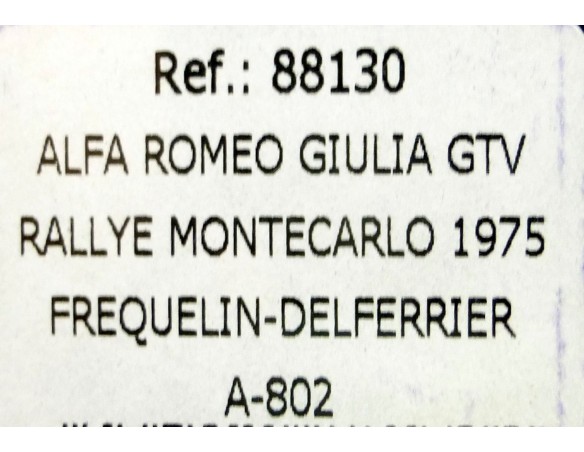 Ref.: 88130
ALFA ROMEO GIULIA GTV
RALLYE MONTECARLO 1975
FREQUELIN-DELFERRIER
A-802